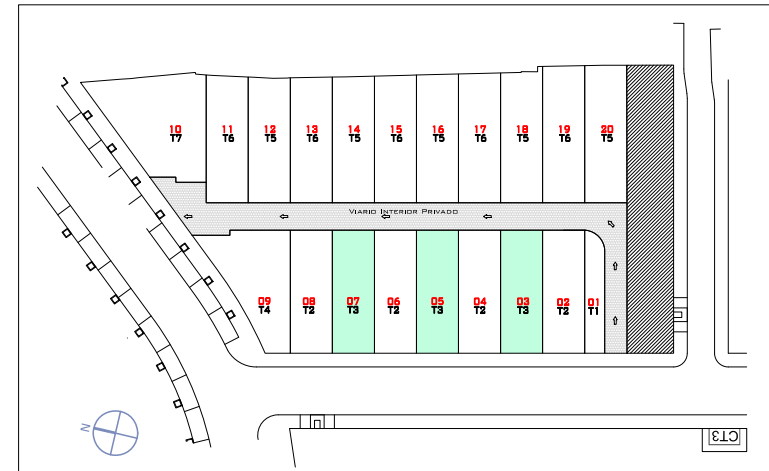 10 11 12 13 14 15 16 17 18 19 20
T7 T6 T5 T6 T5 T6 T5 T6 T5 T6 T5
Viario Interior Privado
09 08 07 06 05 04 03 02 01
T4 T2 T3 T2 T3 T2 T3 T2 T1
N
CT3